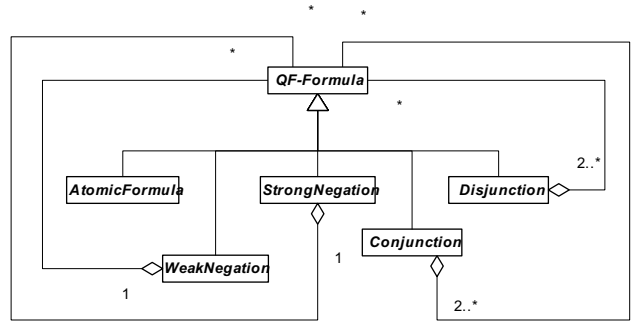 * *
*
QF-Formula
*
2..*
AtomicFormula StrongNegation Disjunction
Conjunction
1
WeakNegation
1
2..*